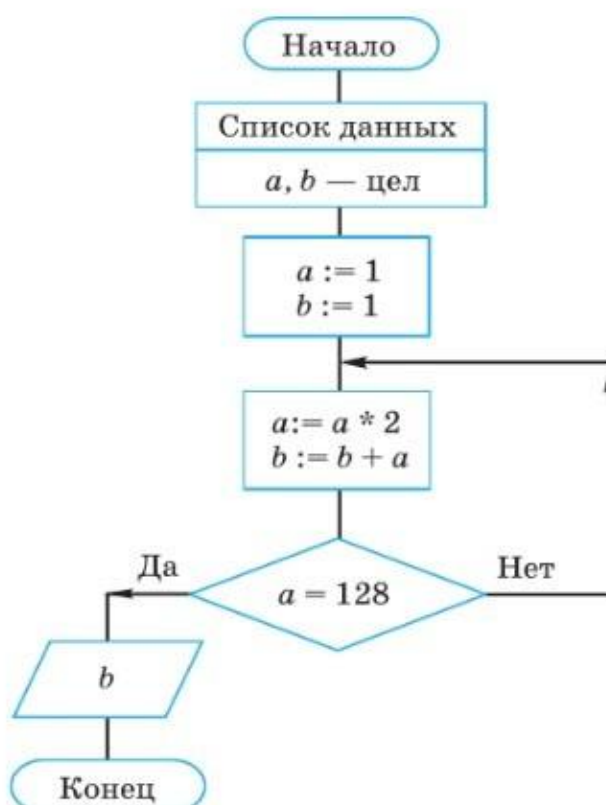 Начало
Список данных
a, b — цел
a := 1
b := 1
a:= a * 2
b := b + a
Да
a = 128
Нет
b
Конец